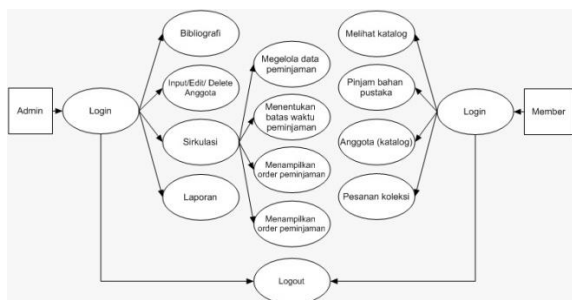 Bibliografi
Input/Edit/ Delete
Anggota
Admin
Login
Sirkulasi
Laporan
Megelola data
peminjaman
Menentukan
batas waktu
peminjaman
Menampilkan
order peminjaman
Menampilkan
order peminjaman
Melihat katalog
Pinjam bahan
pustaka
Login
Member
Anggota (katalog)
Pesanan koleksi
Logout